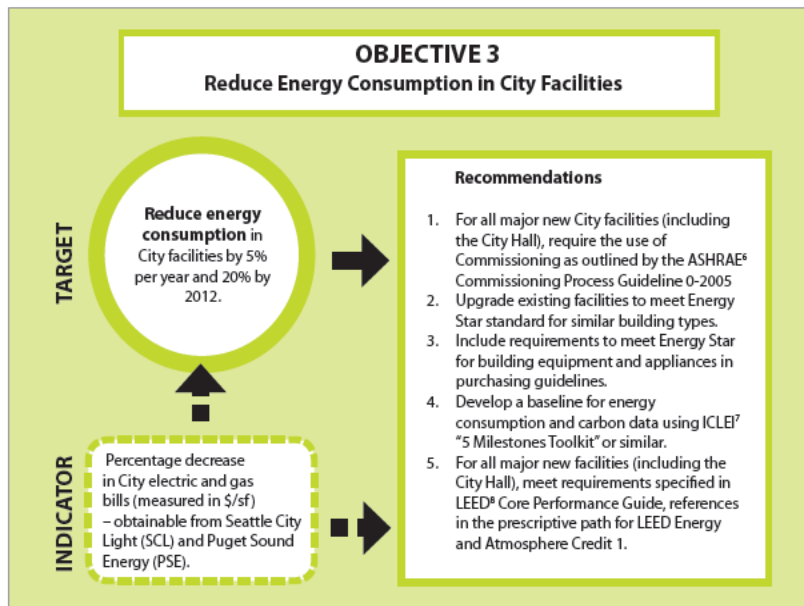 OBJECTIVE 3
Reduce Energy Consumption in City Facilities
TARGET
Reduce energy
consumption in
City facilities by 5%
per year and 20% by
2012.
INDICATOR
Percentage decrease
in City electric and gas
bills (measured in $/sf)
– obtainable from Seattle City
Light (SCL) and Puget Sound
Energy (PSE).
Recommendations
1. For all major new City facilities (including
the City Hall), require the use of
Commissioning as outlined by the ASHRAE⁶
Commissioning Process Guideline 0-2005
2. Upgrade existing facilities to meet Energy
Star standard for similar building types.
3. Include requirements to meet Energy Star
for building equipment and appliances in
purchasing guidelines.
4. Develop a baseline for energy
consumption and carbon data using ICLEI⁷
“5 Milestones Toolkit” or similar.
5. For all major new facilities (including the
City Hall), meet requirements specified in
LEED⁸ Core Performance Guide, references
in the prescriptive path for LEED Energy
and Atmosphere Credit 1.